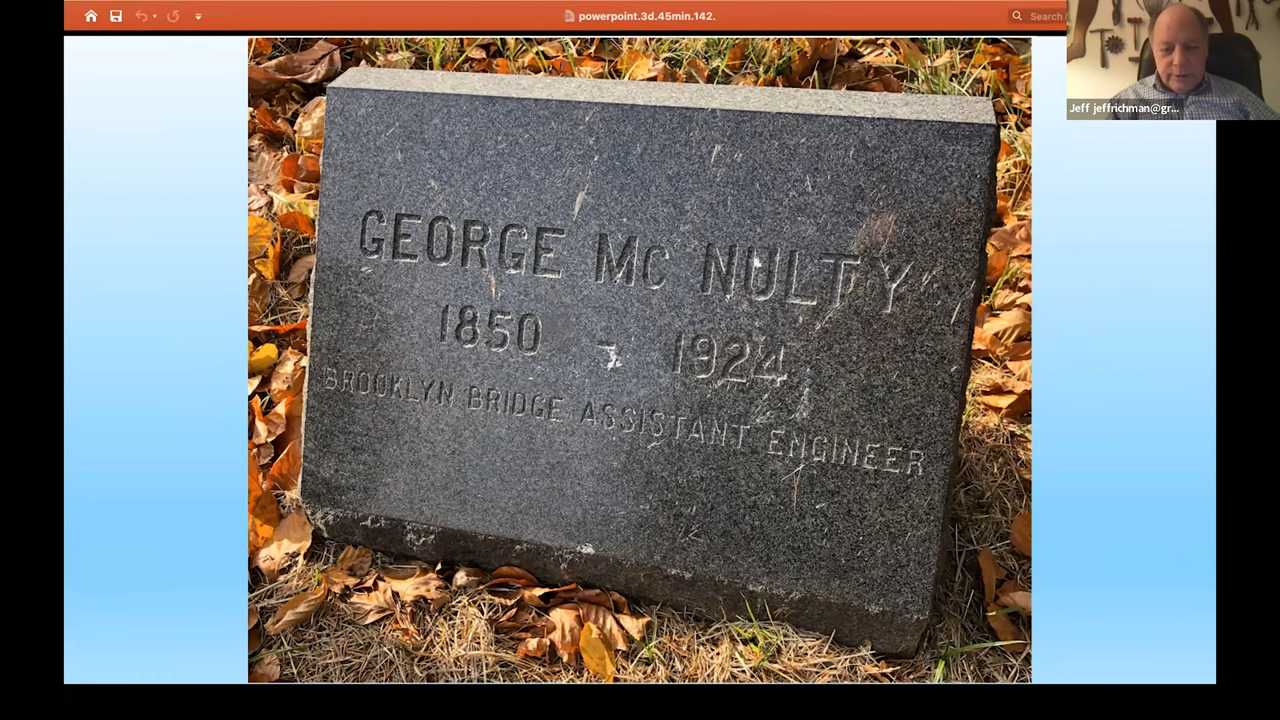 powerpoint.3d.45min.142.
Search
Jeff jeffrichman@gr...
GEORGE MC NULTY
1850 - 1924
BROOKLYN BRIDGE ASSISTANT ENGINEER